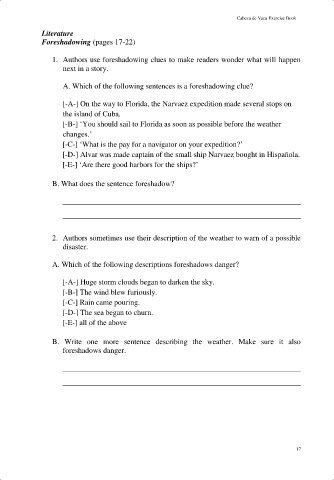 Cabeza de Vaca Exercise Book
Literature
Foreshadowing (pages 17-22)
1. Authors use foreshadowing clues to make readers wonder what will happen
next in a story.
A. Which of the following sentences is a foreshadowing clue?
[-A-] On the way to Florida, the Narvaez expedition made several stops on
the island of Cuba.
[-B-] ‘You should sail to Florida as soon as possible before the weather
changes.’
[-C-] ‘What is the pay for a navigator on your expedition?’
[-D-] Alvar was made captain of the small ship Narvaez bought in Hispañola.
[-E-] ‘Are there good harbors for the ships?’
B. What does the sentence foreshadow?
2. Authors sometimes use their description of the weather to warn of a possible
disaster.
A. Which of the following descriptions foreshadows danger?
[-A-] Huge storm clouds began to darken the sky.
[-B-] The wind blew furiously.
[-C-] Rain came pouring.
[-D-] The sea began to churn.
[-E-] all of the above
B. Write one more sentence describing the weather. Make sure it also
foreshadows danger.
17